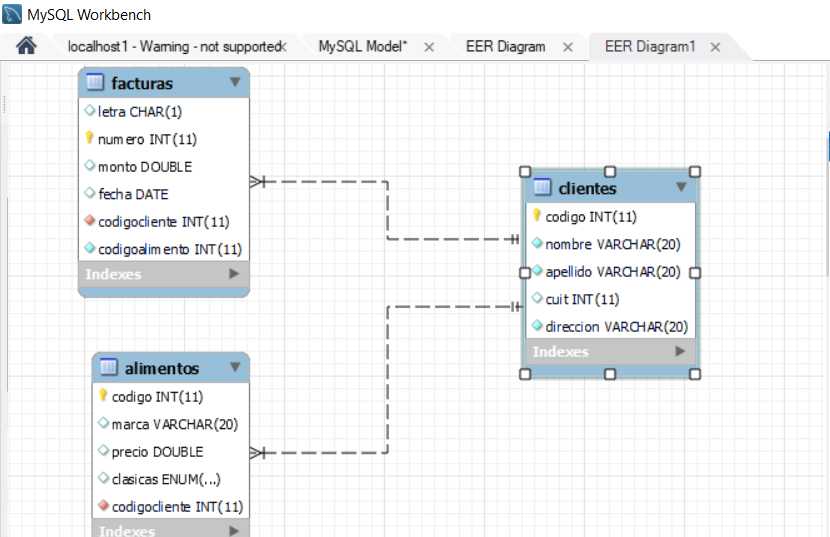 MySQL Workbench
localhost1 - Warning - not supported
MySQL Model*
EER Diagram
EER Diagram1
facturas
letra CHAR(1)
numero INT(11)
monto DOUBLE
fecha DATE
codigocliente INT(11)
codigoalimento INT(11)
Indexes
clientes
codigo INT(11)
nombre VARCHAR(20)
apellido VARCHAR(20)
cuit INT(11)
direccion VARCHAR(20)
Indexes
alimentos
codigo INT(11)
marca VARCHAR(20)
precio DOUBLE
clasicas ENUM(...)
codigocliente INT(11)
Indexes